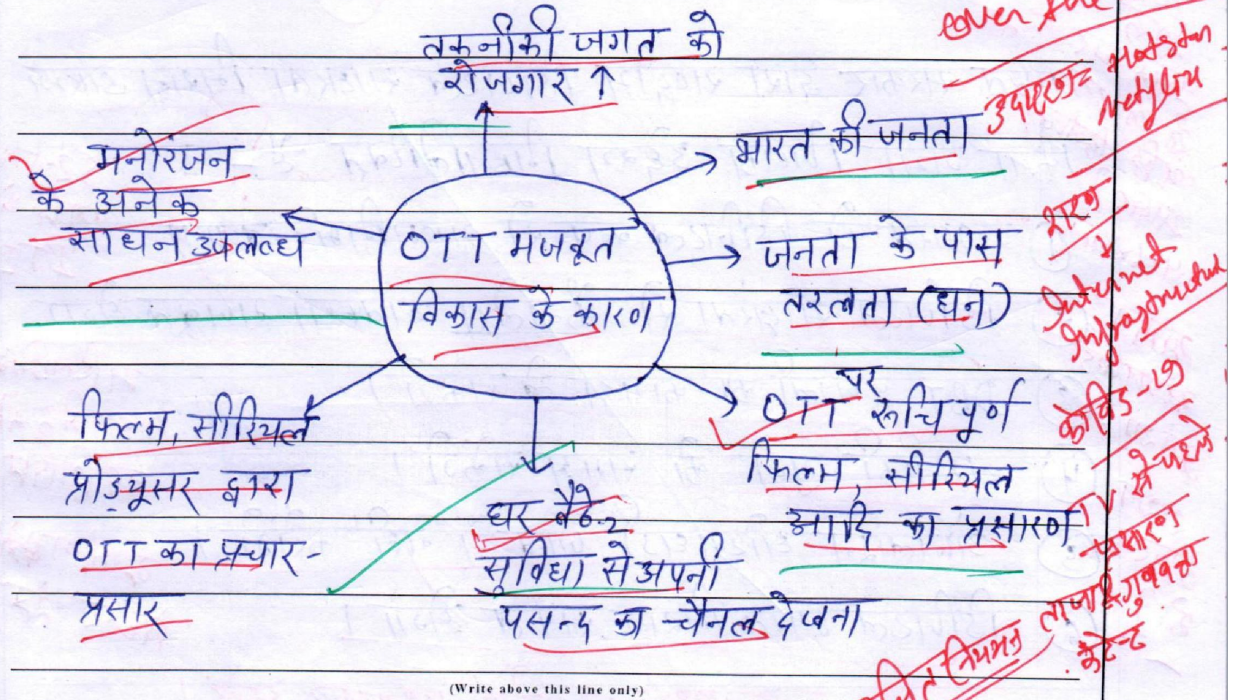 तकनीकी जगत को
रोजगार ↑
मनोरंजन
के अनेक
साधन उपलब्ध
भारत की जनता
जनता के पास
तरलता (धन)
OTT मजबूत
विकास के कारण
पर
OTT रूचि पूर्ण
फिल्म, सीरियल
आदि का प्रसारण
फिल्म, सीरियल
प्रोड्यूसर द्वारा
OTT का प्रचार-
प्रसार
घर बैठे-2
सुविधा से अपनी
पसन्द का चैनल देखना
उदाहरण- Hotstar
Netflix
भारत
में
Internet
Infrastructure
कोविड-19
TV से पहले
प्रसारण
कंटेंट
नियमन
(Write above this line only)